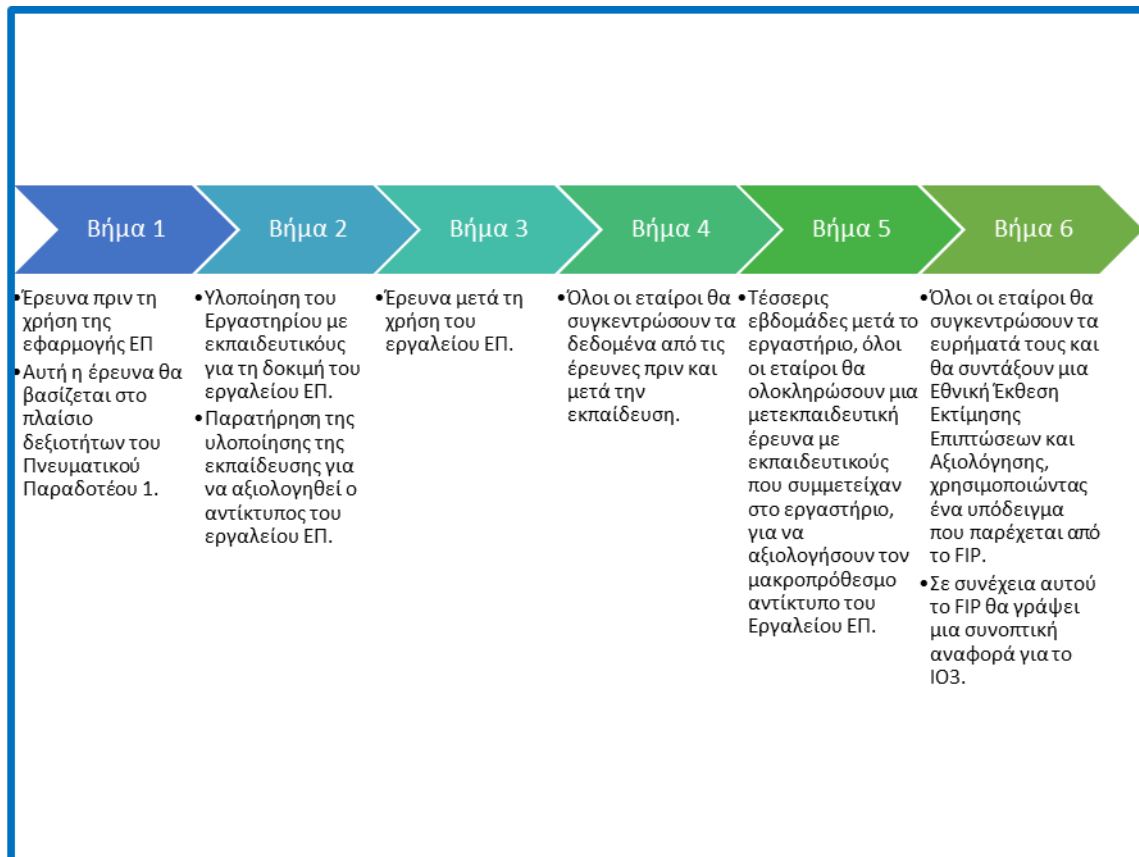 Βήμα 1
Βήμα 2
Βήμα 3
Βήμα 4
Βήμα 5
Βήμα 6
•Έρευνα πριν τη
χρήση της
εφαρμογής ΕΠ
•Αυτή η έρευνα θα
βασίζεται στο
πλαίσιο
δεξιοτήτων του
Πνευματικού
Παραδοτέου 1.
•Υλοποίηση του
Εργαστηρίου με
εκπαιδευτικόυς
για τη δοκιμή του
εργαλείου ΕΠ.
•Παρατήρηση της
υλοποίησης της
εκπαίδευσης για
να αξιολογηθεί ο
αντίκτυπος του
εργαλείου ΕΠ.
•Έρευνα μετά τη
χρήση του
εργαλείου ΕΠ.
•Όλοι οι εταίροι θα
συγκεντρώσουν τα
δεδομένα από τις
έρευνες πριν και
μετά την
εκπαίδευση.
•Τέσσερις
εβδομάδες μετά το
εργαστήριο, όλοι
οι εταίροι θα
ολοκληρώσουν μια
μετεκπαιδευτική
έρευνα με
εκπαιδευτικούς
που συμμετείχαν
στο εργαστήριο,
για να
αξιολογήσουν τον
μακροπρόθεσμο
αντίκτυπο του
Εργαλείου ΕΠ.
•Όλοι οι εταίροι θα
συγκεντρώσουν τα
ευρήματά τους και
θα συντάξουν μια
Εθνική Έκθεση
Εκτίμησης
Επιπτώσεων και
Αξιολόγησης,
χρησιμοποιώντας
ένα υπόδειγμα
που παρέχεται από
το FIP.
•Σε συνέχεια αυτού
το FIP θα γράψει
μια συνοπτική
αναφορά για το
ΙΟ3.